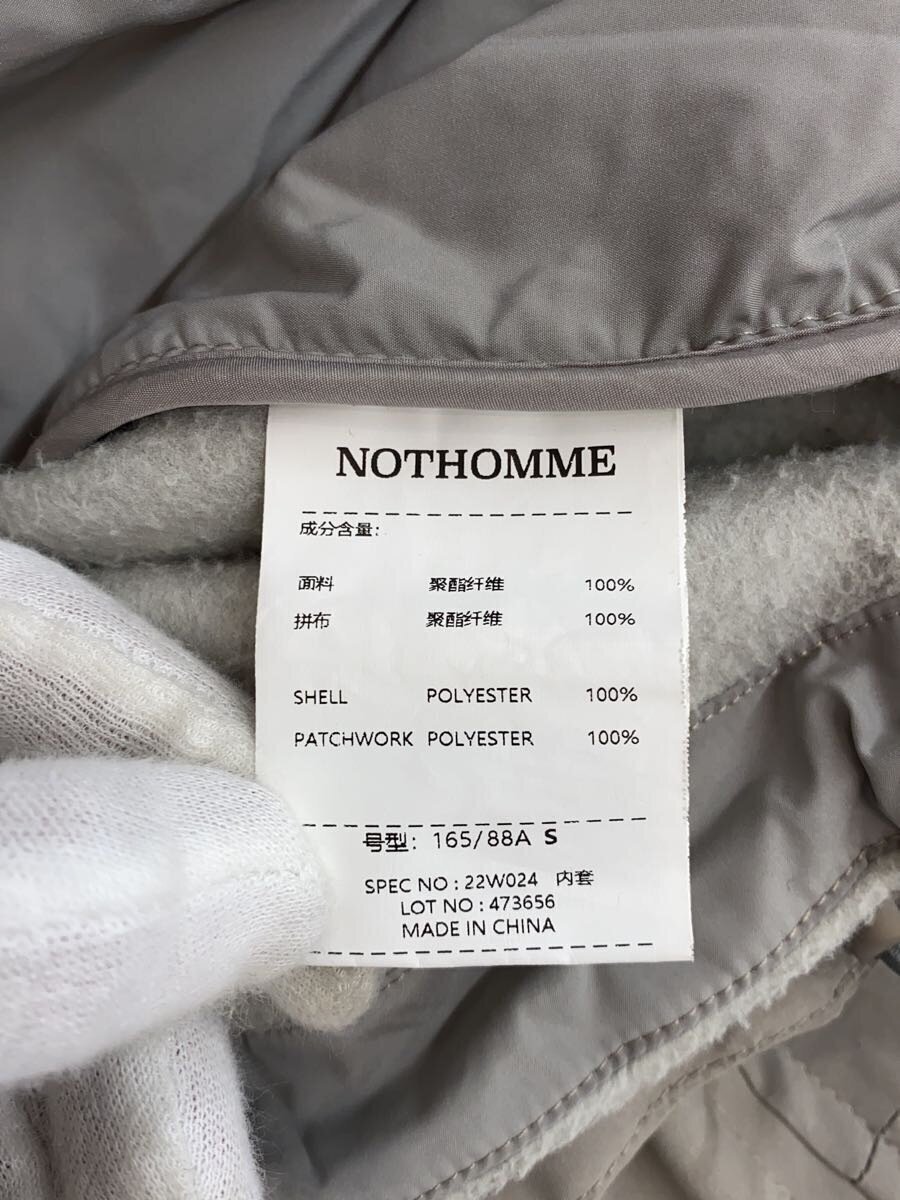 NOTHOMME
成分含量:
面料 聚酯纤维 100%
拼布 聚酯纤维 100%
SHELL POLYESTER 100%
PATCHWORK POLYESTER 100%
号型: 165/88A S
SPEC NO : 22W024 内套
LOT NO : 473656
MADE IN CHINA